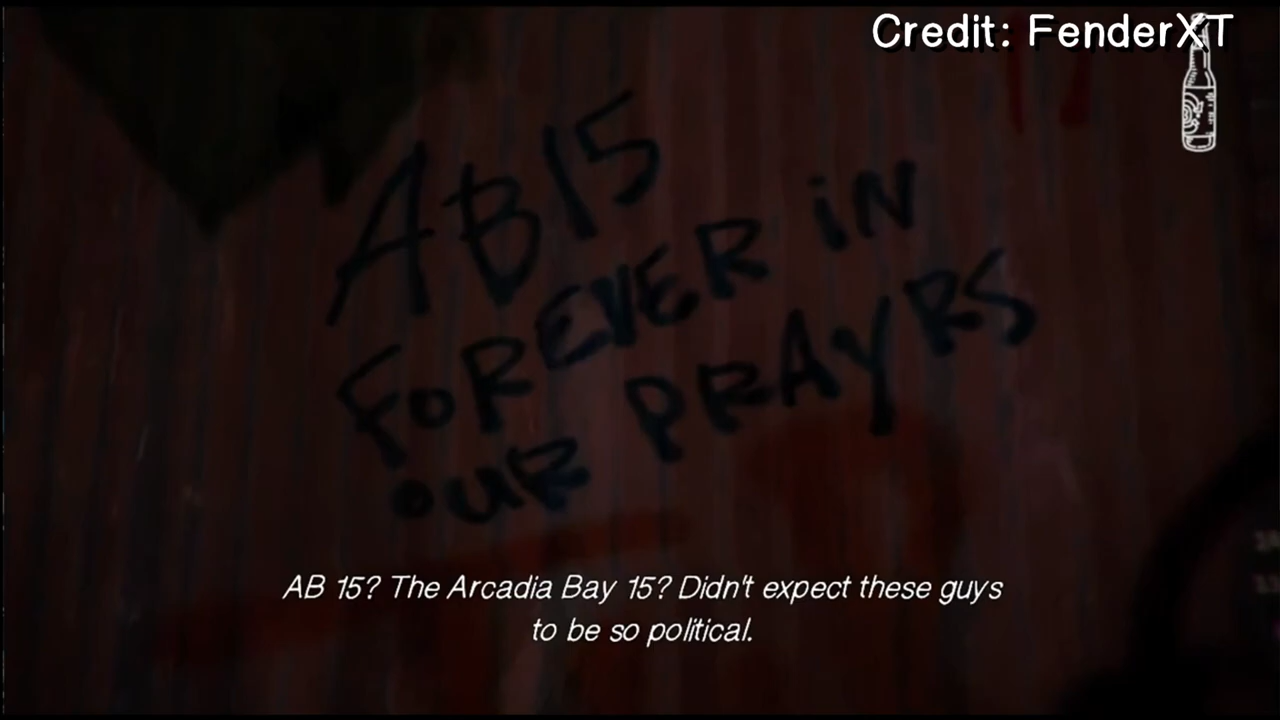 Credit: FenderXT
AB15
FOREVER iN
OUR PRAYRS
AB 15? The Arcadia Bay 15? Didn't expect these guys
to be so political.